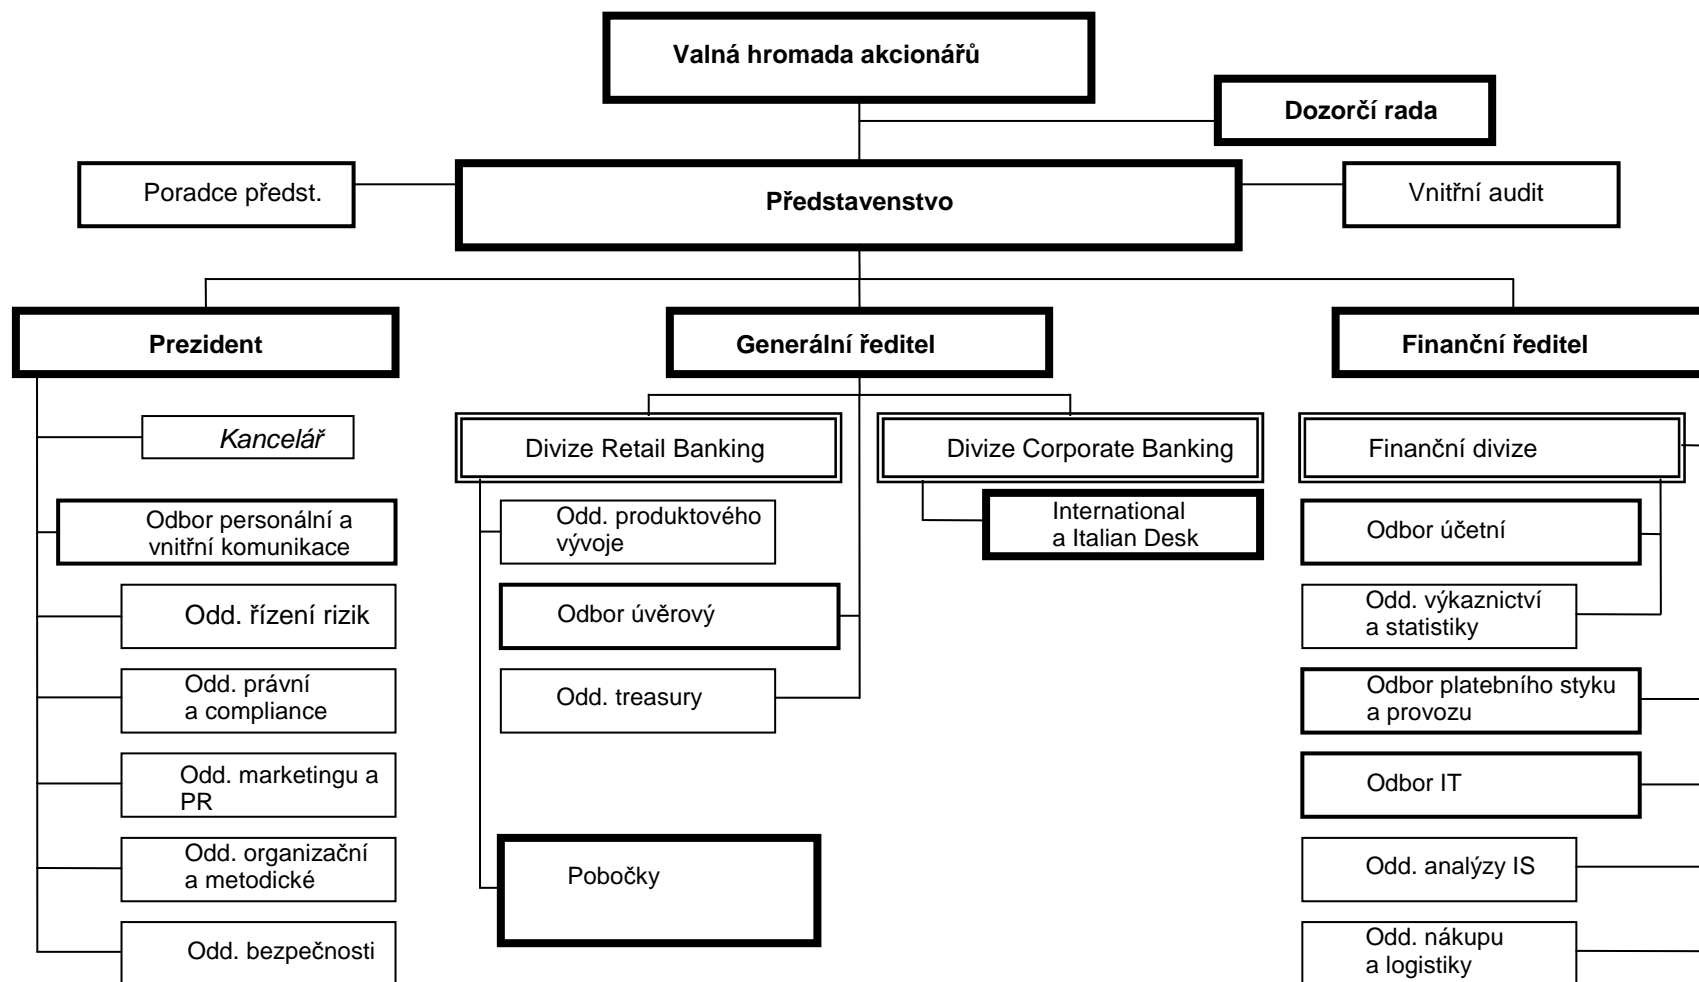 Valná hromada akcionářů
Dozorčí rada
Poradce předst.
Představenstvo
Vnitřní audit
Prezident
Generální ředitel
Finanční ředitel
Kancelář
Divize Retail Banking
Divize Corporate Banking
Finanční divize
Odbor personální a
vnitřní komunikace
Odd. produktového
vývoje
International
a Italian Desk
Odbor účetní
Odd. řízení rizik
Odbor úvěrový
Odd. výkaznictví
a statistiky
Odd. právní
a compliance
Odd. treasury
Odbor platebního styku
a provozu
Odd. marketingu a
PR
Odbor IT
Odd. organizační
a metodické
Pobočky
Odd. analýzy IS
Odd. bezpečnosti
Odd. nákupu
a logistiky